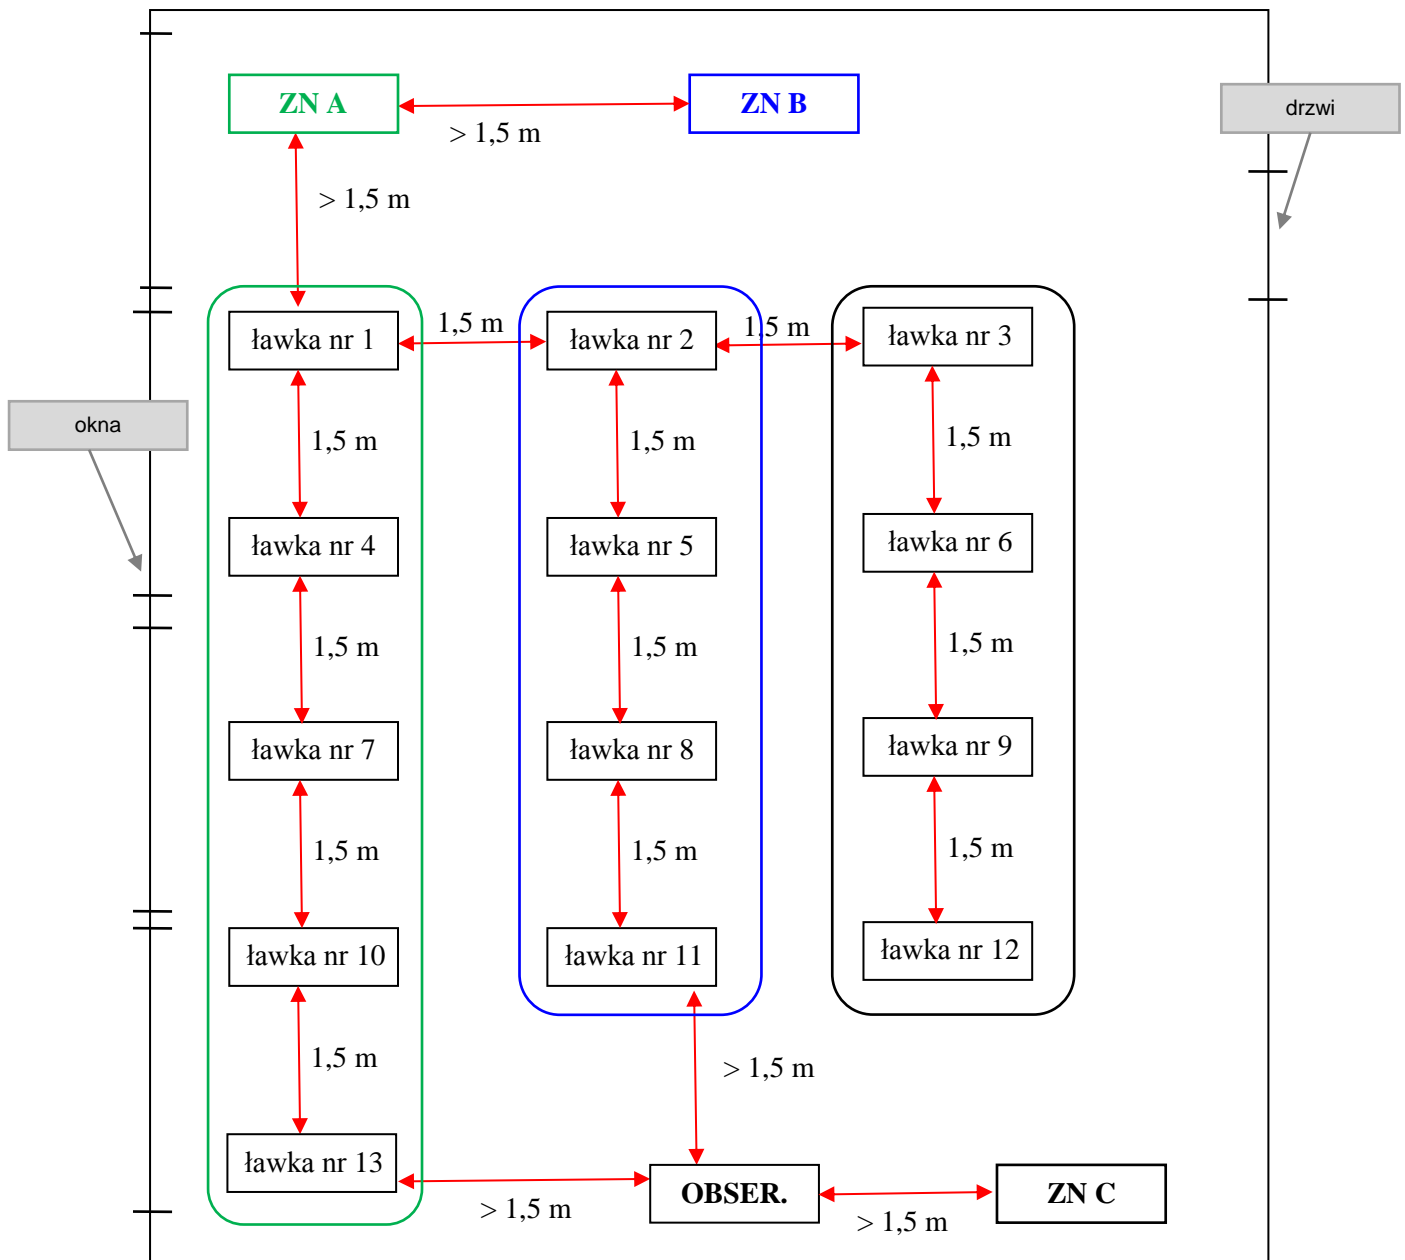 ZN A
ZN B
drzwi
> 1,5 m
> 1,5 m
ławka nr 1
1,5 m
ławka nr 2
1,5 m
ławka nr 3
okna
1,5 m
1,5 m
1,5 m
ławka nr 4
ławka nr 5
ławka nr 6
1,5 m
1,5 m
1,5 m
ławka nr 7
ławka nr 8
ławka nr 9
1,5 m
1,5 m
1,5 m
ławka nr 10
ławka nr 11
ławka nr 12
1,5 m
> 1,5 m
ławka nr 13
> 1,5 m
OBSER.
> 1,5 m
ZN C